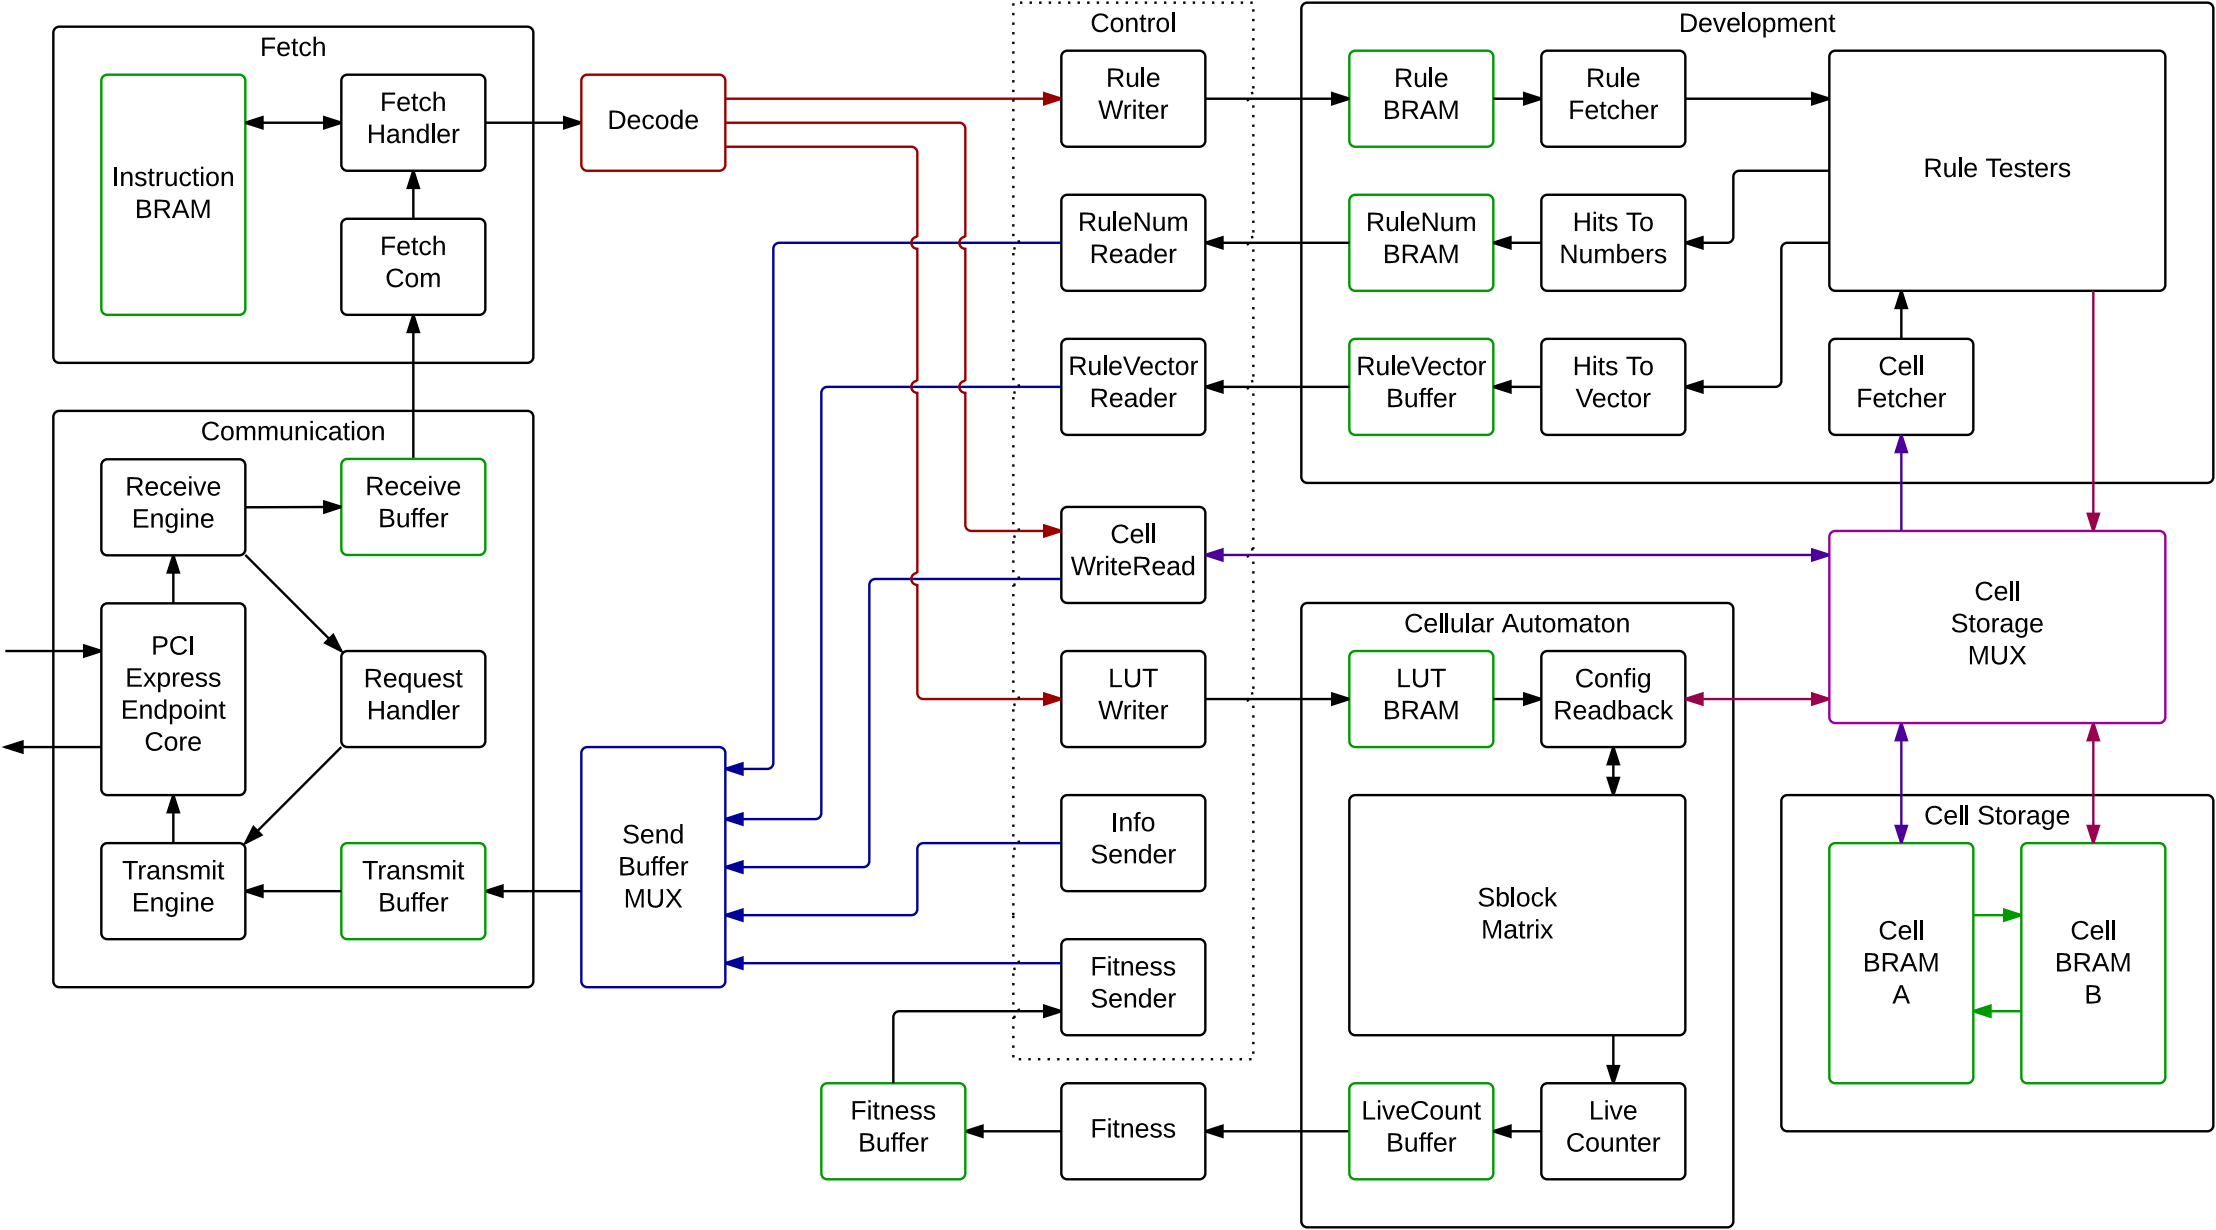 Fetch
Instruction
BRAM
Fetch
Handler
Fetch
Com
Decode
Communication
Receive
Engine
Receive
Buffer
PCI
Express
Endpoint
Core
Request
Handler
Transmit
Engine
Transmit
Buffer
Send
Buffer
MUX
Control
Rule
Writer
RuleNum
Reader
RuleVector
Reader
Cell
WriteRead
LUT
Writer
Info
Sender
Fitness
Sender
Fitness
Buffer
Fitness
Development
Rule
BRAM
Rule
Fetcher
Rule Testers
RuleNum
BRAM
Hits To
Numbers
RuleVector
Buffer
Hits To
Vector
Cell
Fetcher
Cellular Automaton
LUT
BRAM
Config
Readback
Sblock
Matrix
LiveCount
Buffer
Live
Counter
Cell
Storage
MUX
Cell Storage
Cell
BRAM
A
Cell
BRAM
B